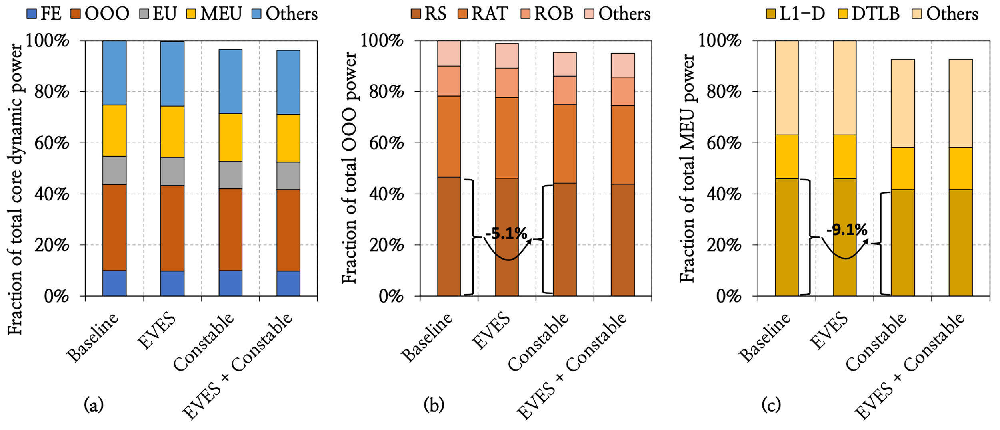 FE OOO EU MEU Others
Fraction of total core dynamic power
100%
80%
60%
40%
20%
0%
Baseline
EVES
Constable
EVES + Constable
(a)
RS RAT ROB Others
Fraction of total OOO power
100%
80%
60%
40%
20%
0%
-5.1%
Baseline
EVES
Constable
EVES + Constable
(b)
L1-D DTLB Others
Fraction of total MEU power
100%
80%
60%
40%
20%
0%
-9.1%
Baseline
EVES
Constable
EVES + Constable
(c)